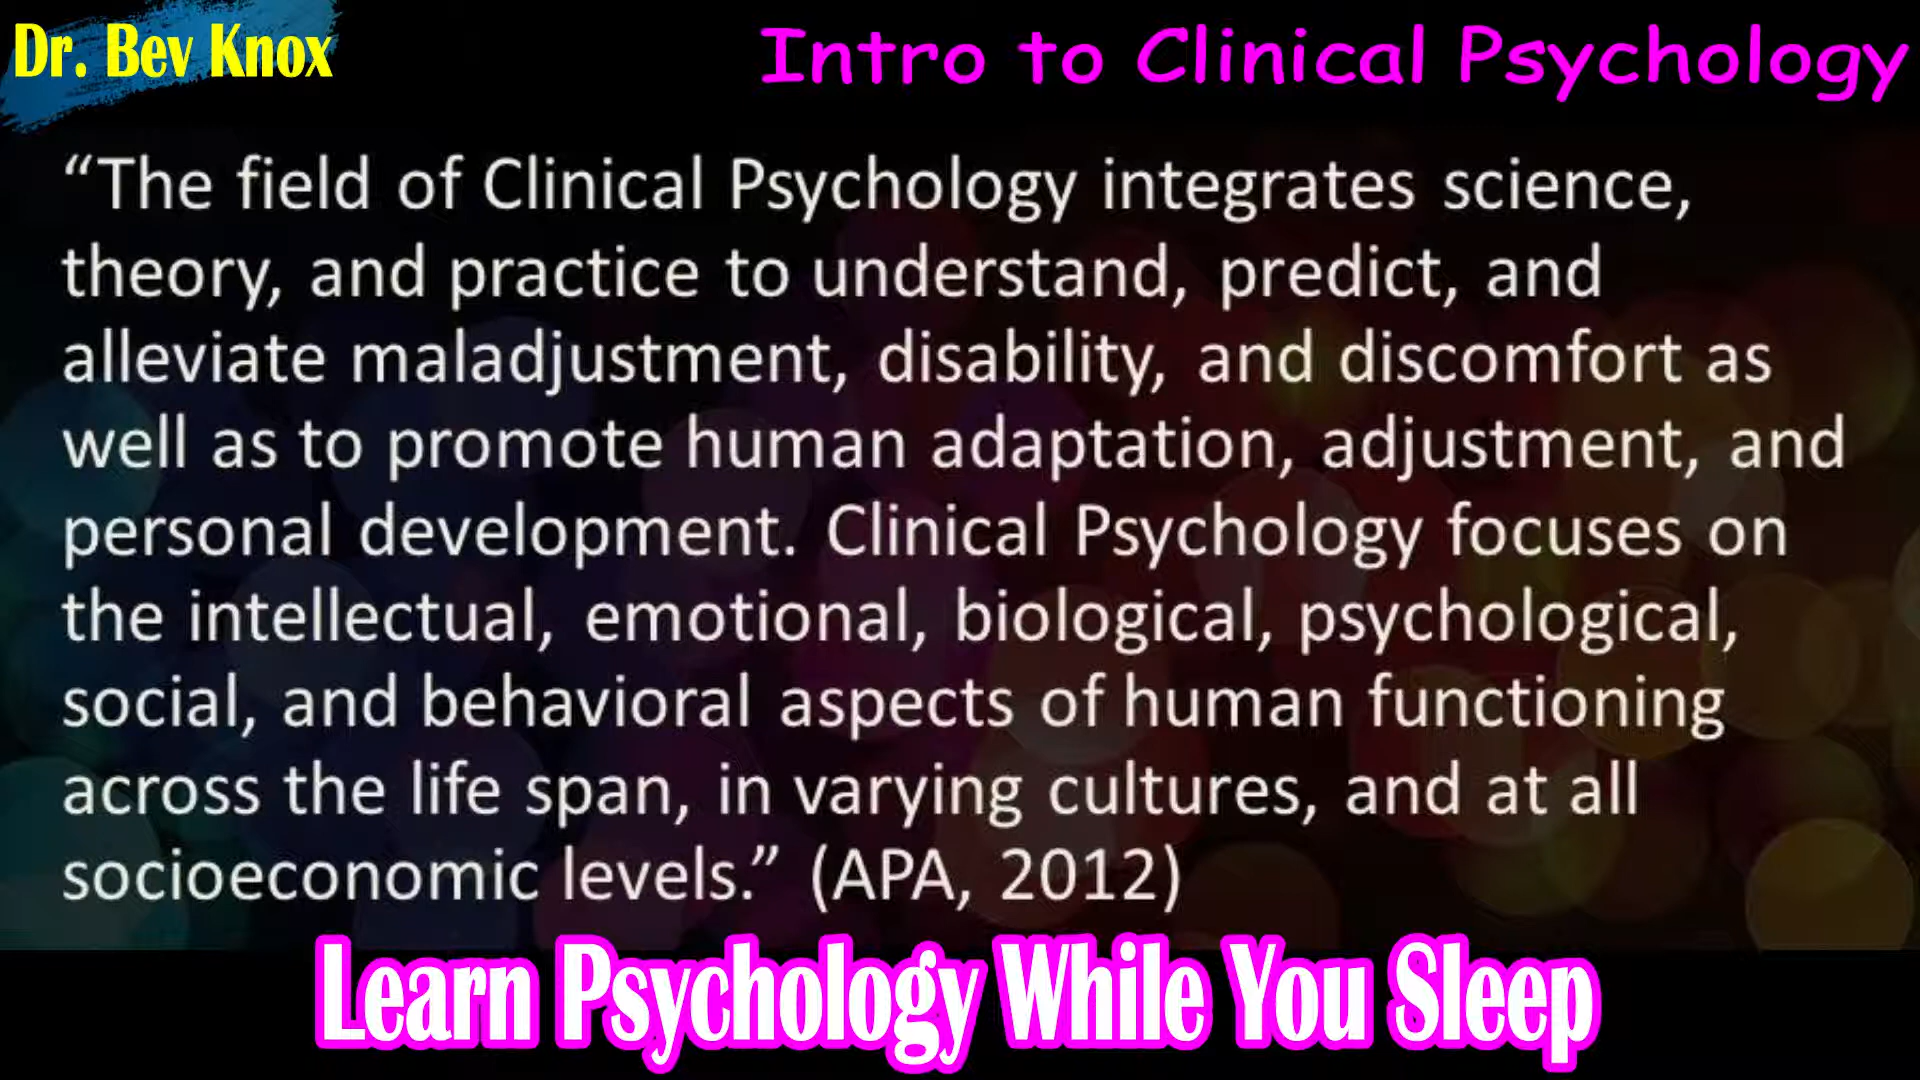 Dr. Bev Knox
Intro to Clinical Psychology
“The field of Clinical Psychology integrates science,
theory, and practice to understand, predict, and
alleviate maladjustment, disability, and discomfort as
well as to promote human adaptation, adjustment, and
personal development. Clinical Psychology focuses on
the intellectual, emotional, biological, psychological,
social, and behavioral aspects of human functioning
across the life span, in varying cultures, and at all
socioeconomic levels.” (APA, 2012)
Learn Psychology While You Sleep